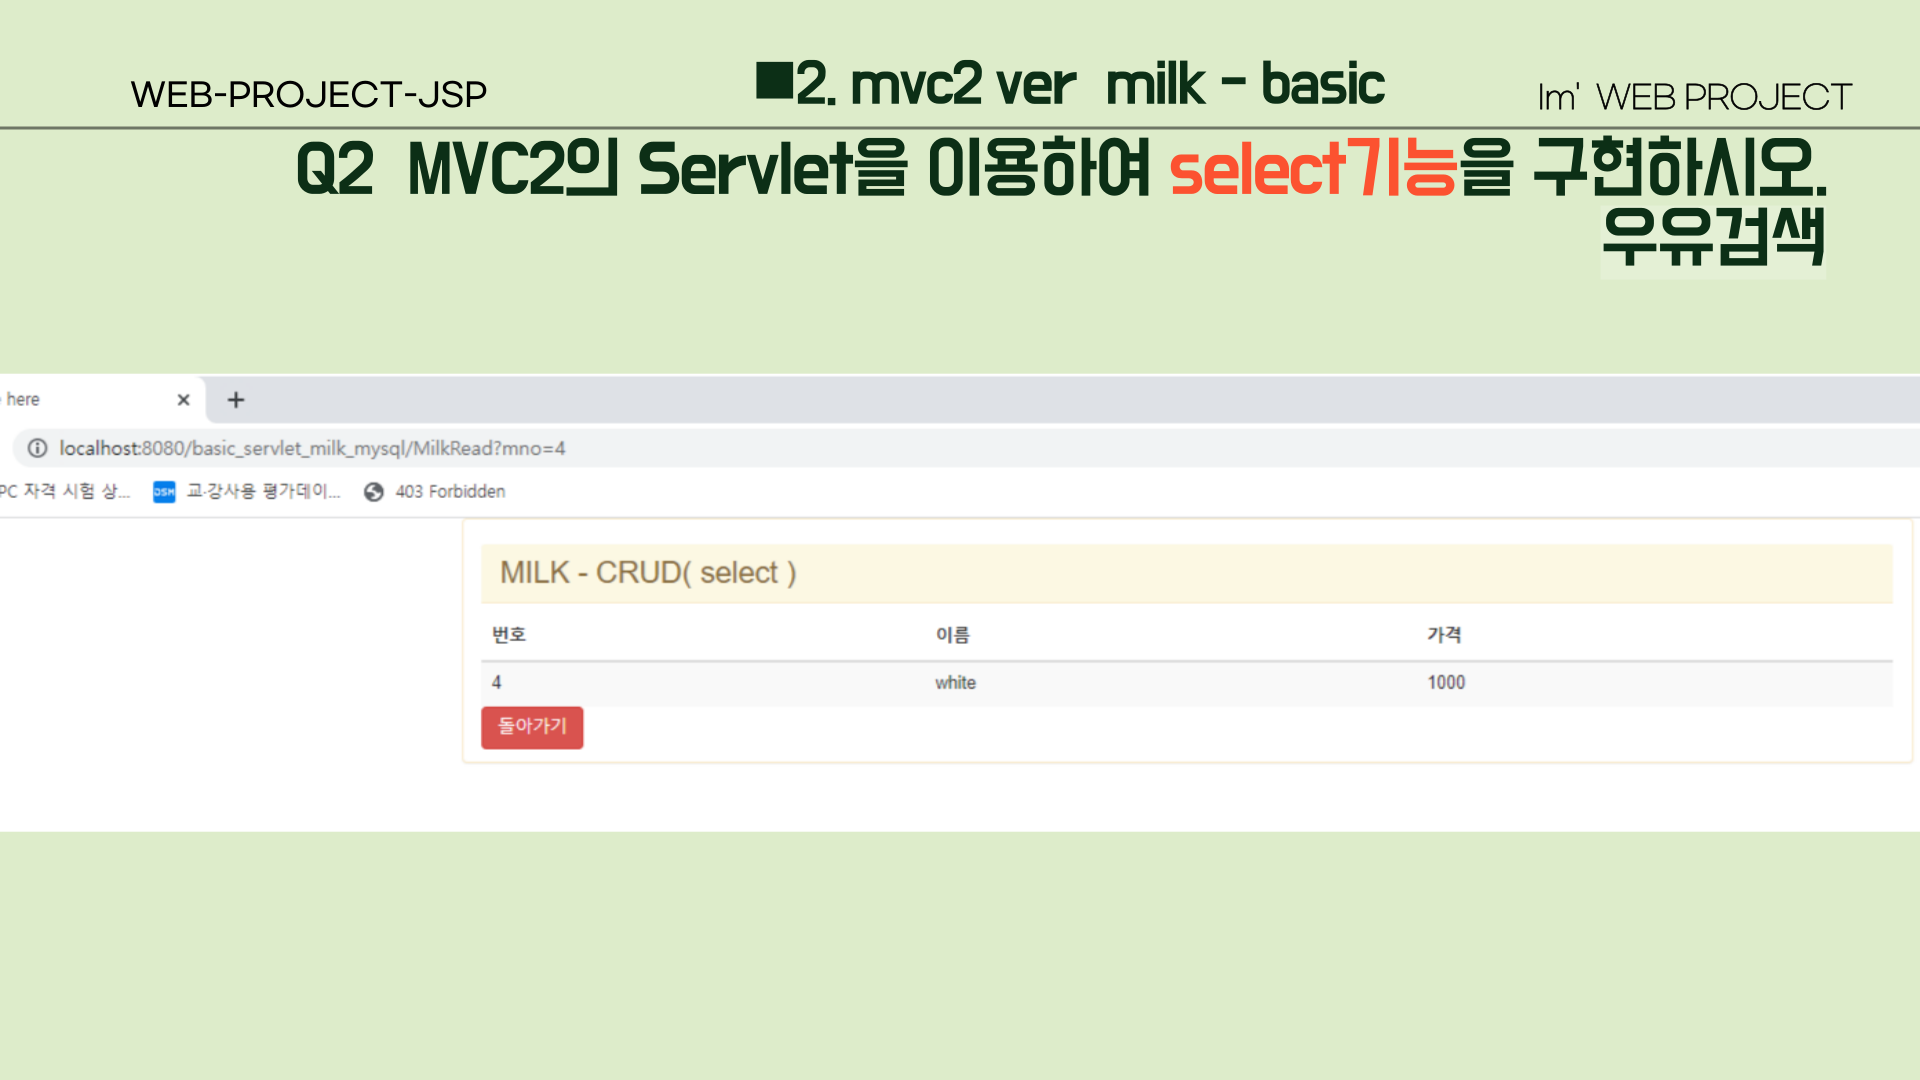 WEB-PROJECT-JSP
■2. mvc2 ver milk - basic
Im' WEB PROJECT
Q2 MVC2의 Servlet을 이용하여 select기능을 구현하시오.
우유검색
here
localhost:8080/basic_servlet_milk_mysql/MilkRead?mno=4
PC 자격 시험 상...
DSM 교·강사용 평가데이...
403 Forbidden
MILK - CRUD( select )
번호 이름 가격
4 white 1000
돌아가기